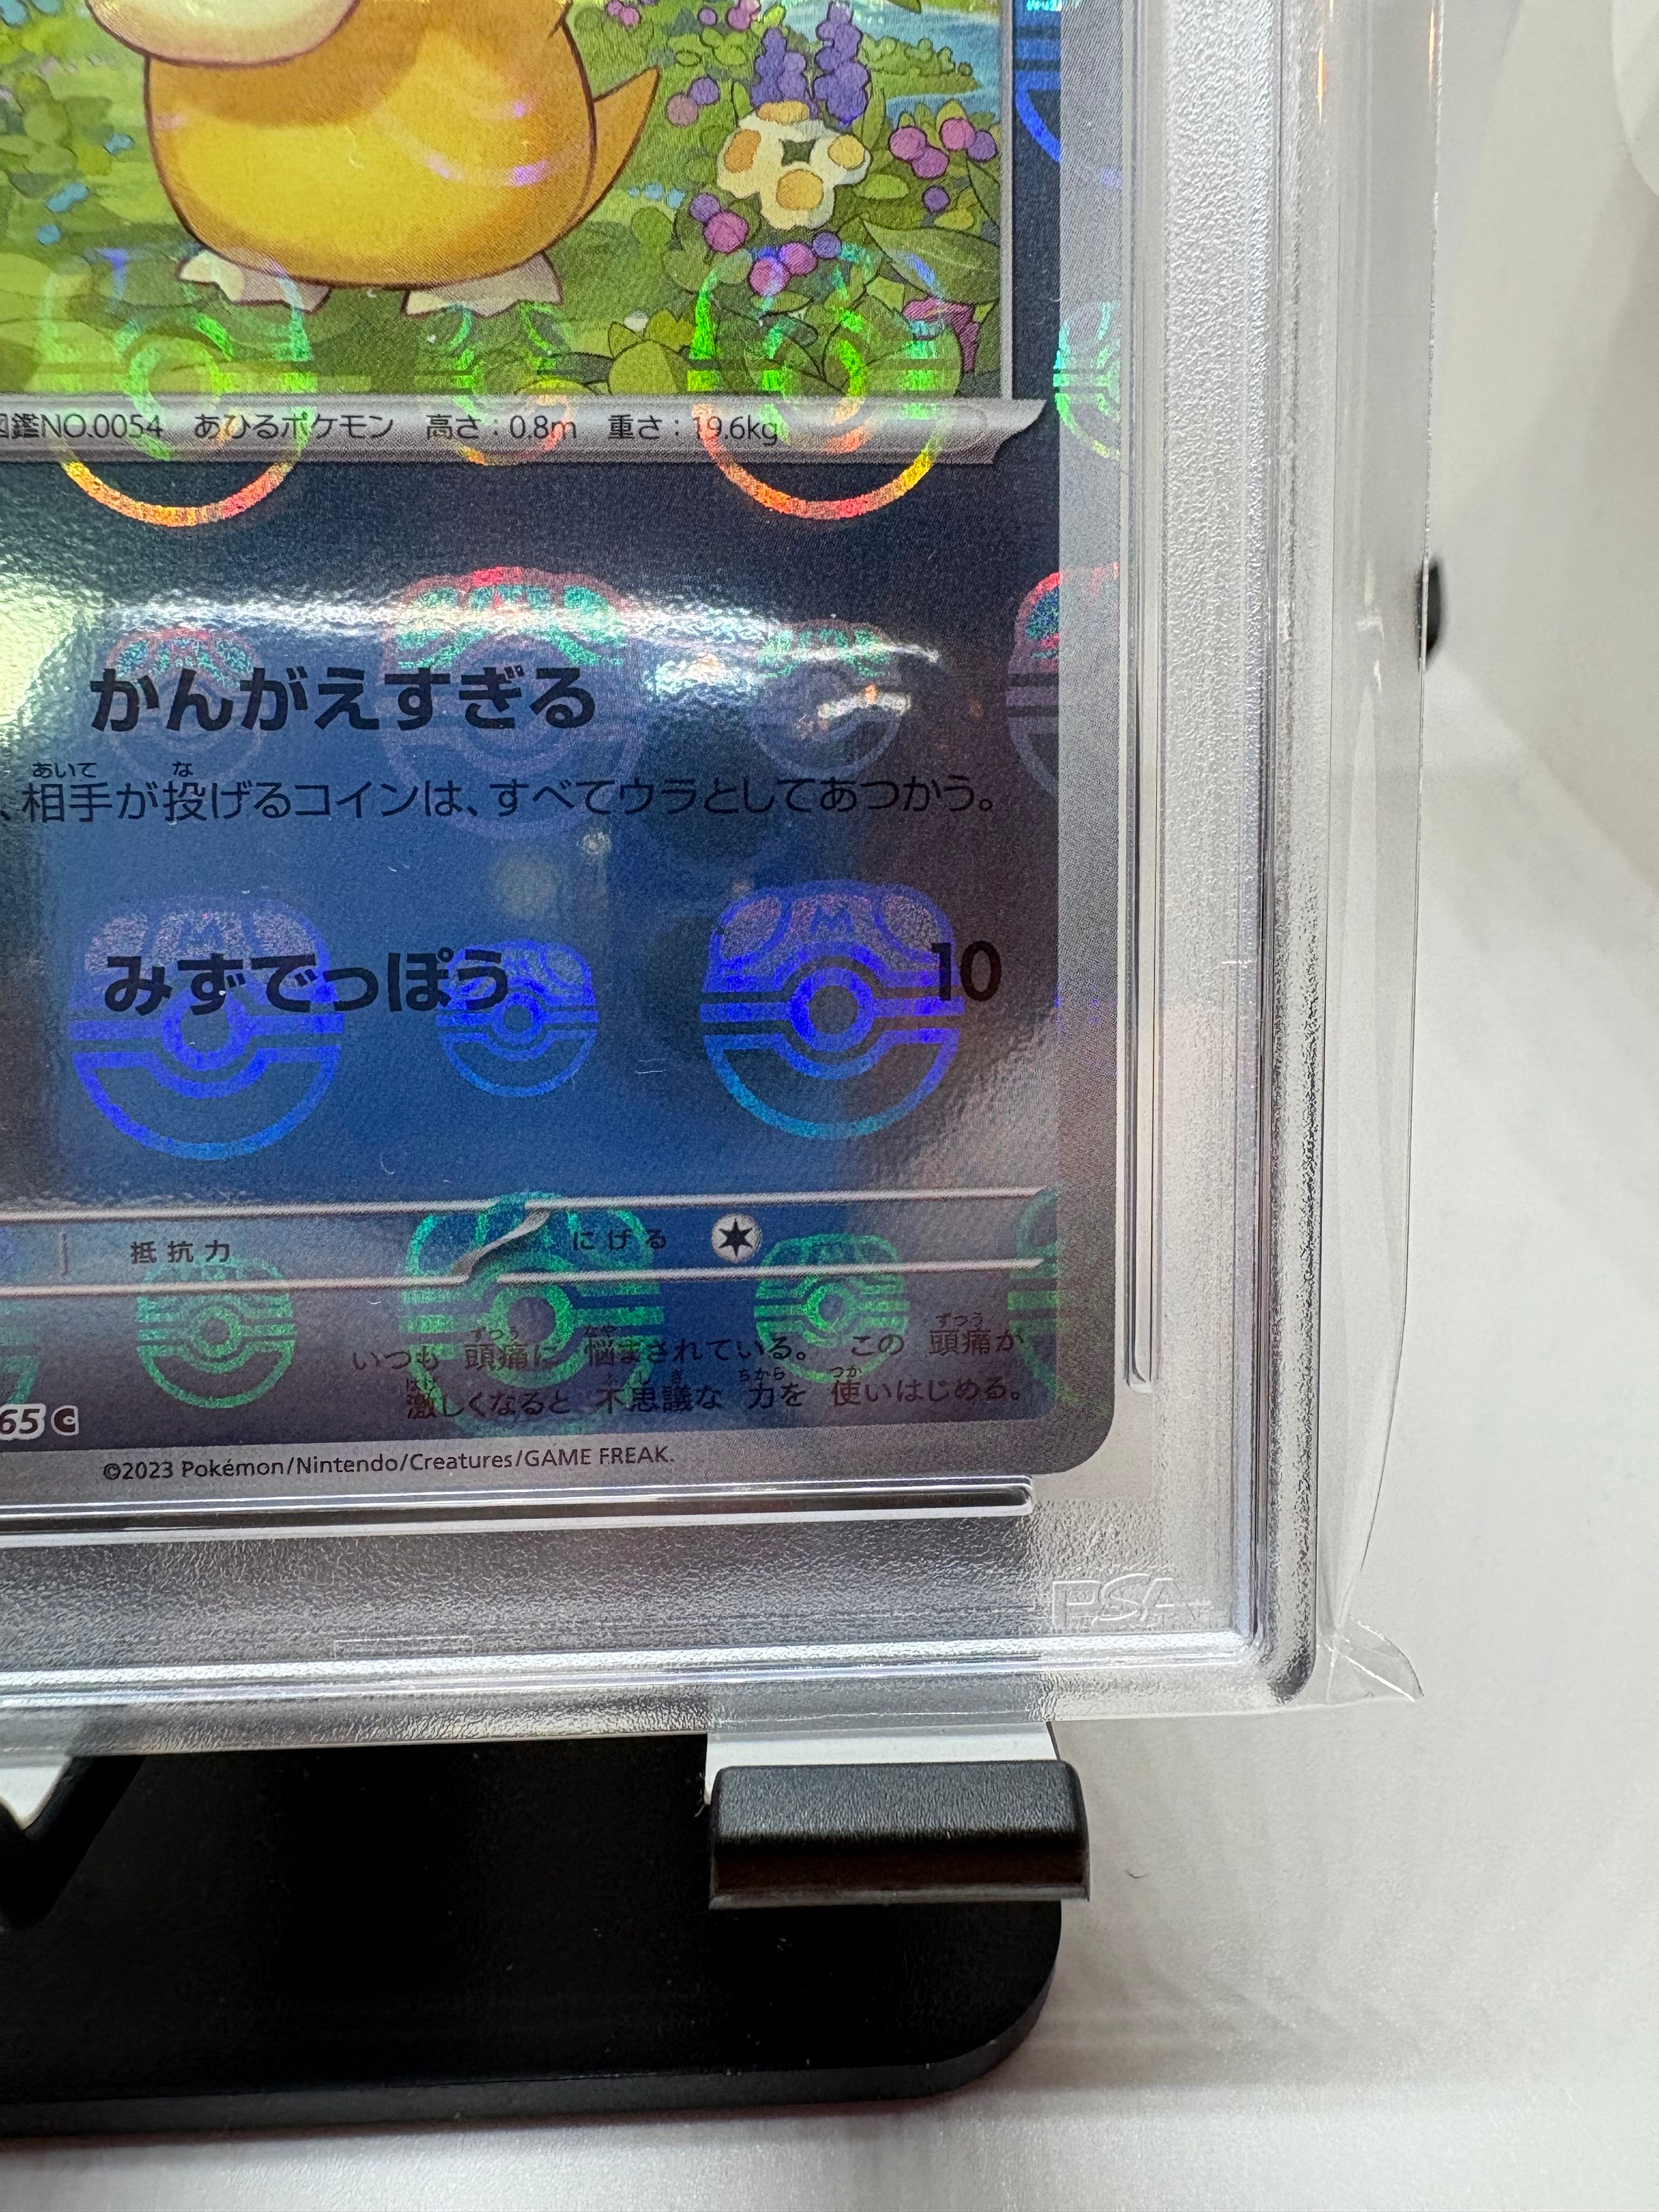 図鑑NO.0054 あひるポケモン 高さ:0.8m 重さ:19.6kg
かんがえすぎる
あいて な
、相手が投げるコインは、すべてウラとしてあつかう。
みずでっぽう 10
抵抗力 にげる
ずつう なや ずつう
いつも 頭痛に 悩まされている。 この 頭痛が
はげ ふしぎ ちから つか
激しくなると 不思議な 力を 使いはじめる。
65 C
©2023 Pokémon/Nintendo/Creatures/GAME FREAK.
PSA